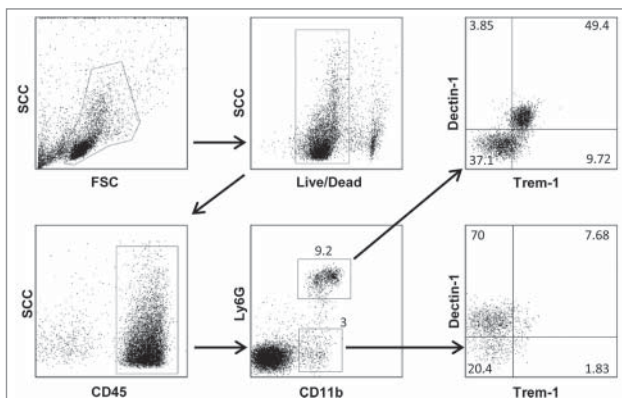 SCC
FSC
SCC
Live/Dead
3.85
49.4
Dectin-1
37.1
9.72
Trem-1
SCC
CD45
9.2
Ly6G
3
CD11b
70
7.68
Dectin-1
20.4
1.83
Trem-1